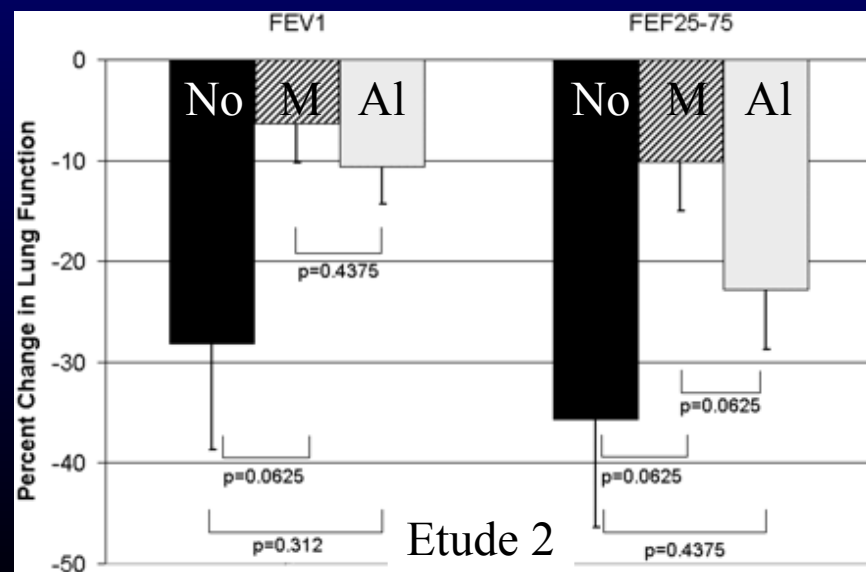 FEV1 FEF25-75
Percent Change in Lung Function
0
-10
-20
-30
-40
-50
No M Al
No M Al
p=0.4375
p=0.0625
p=0.312
p=0.0625
p=0.0625
p=0.4375
Etude 2